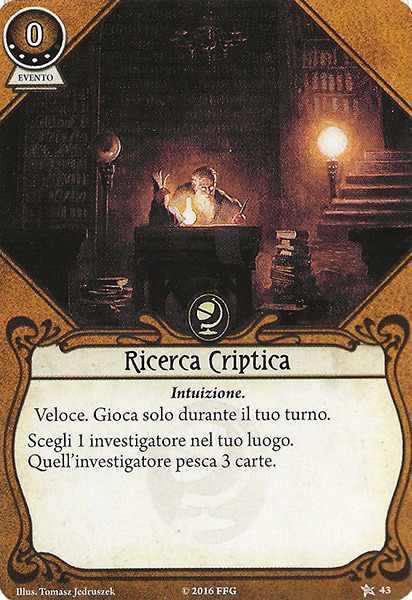 0
EVENTO
Ricerca Criptica
Intuizione.
Veloce. Gioca solo durante il tuo turno.
Scegli 1 investigatore nel tuo luogo.
Quell'investigatore pesca 3 carte.
Illus. Tomasz Jedruszek
© 2016 FFG
43